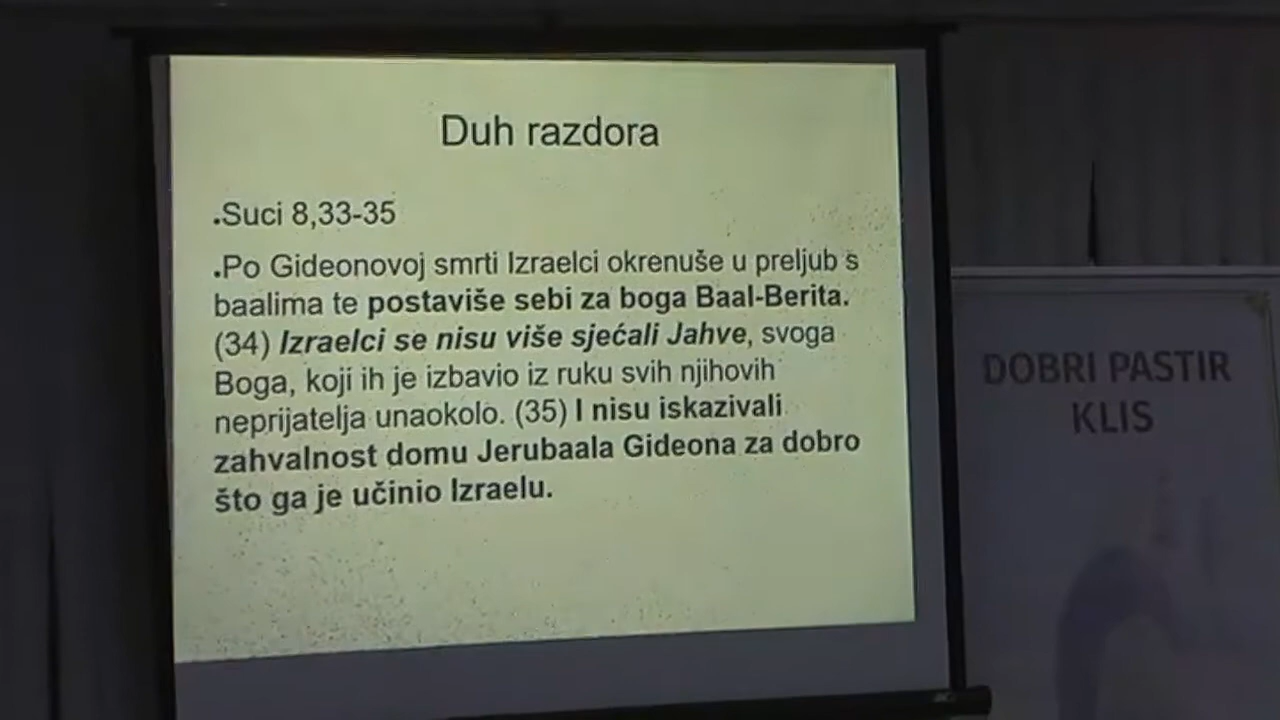 Duh razdora
.Suci 8,33-35
.Po Gideonovoj smrti Izraelci okrenuše u preljub s
baalima te postaviše sebi za boga Baal-Berita.
(34) Izraelci se nisu više sjećali Jahve, svoga
Boga, koji ih je izbavio iz ruku svih njihovih
neprijatelja unaokolo. (35) I nisu iskazivali
zahvalnost domu Jerubaala Gideona za dobro
što ga je učinio Izraelu.
DOBRI PASTIR
KLIS